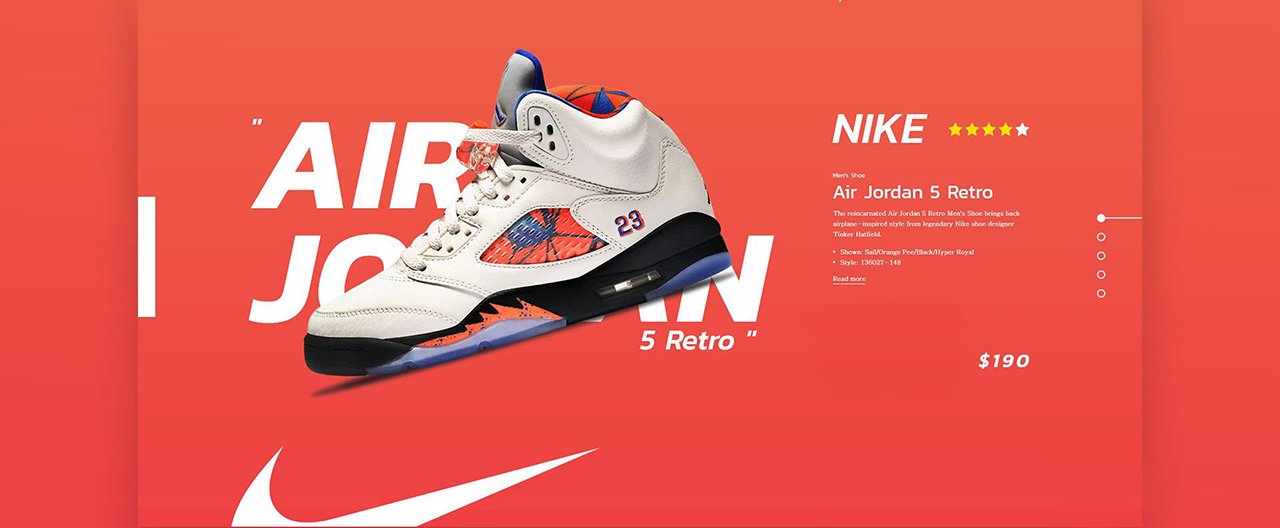 " AIR
JORDAN
5 Retro "
23
NIKE
Men's Shoe
Air Jordan 5 Retro
The reincarnated Air Jordan 5 Retro Men's Shoe brings back
airplane-inspired style from legendary Nike shoe designer
Tinker Hatfield.
• Shown: Sail/Orange Pee/Black/Hyper Royal
• Style: 136027-148
Read more
$190